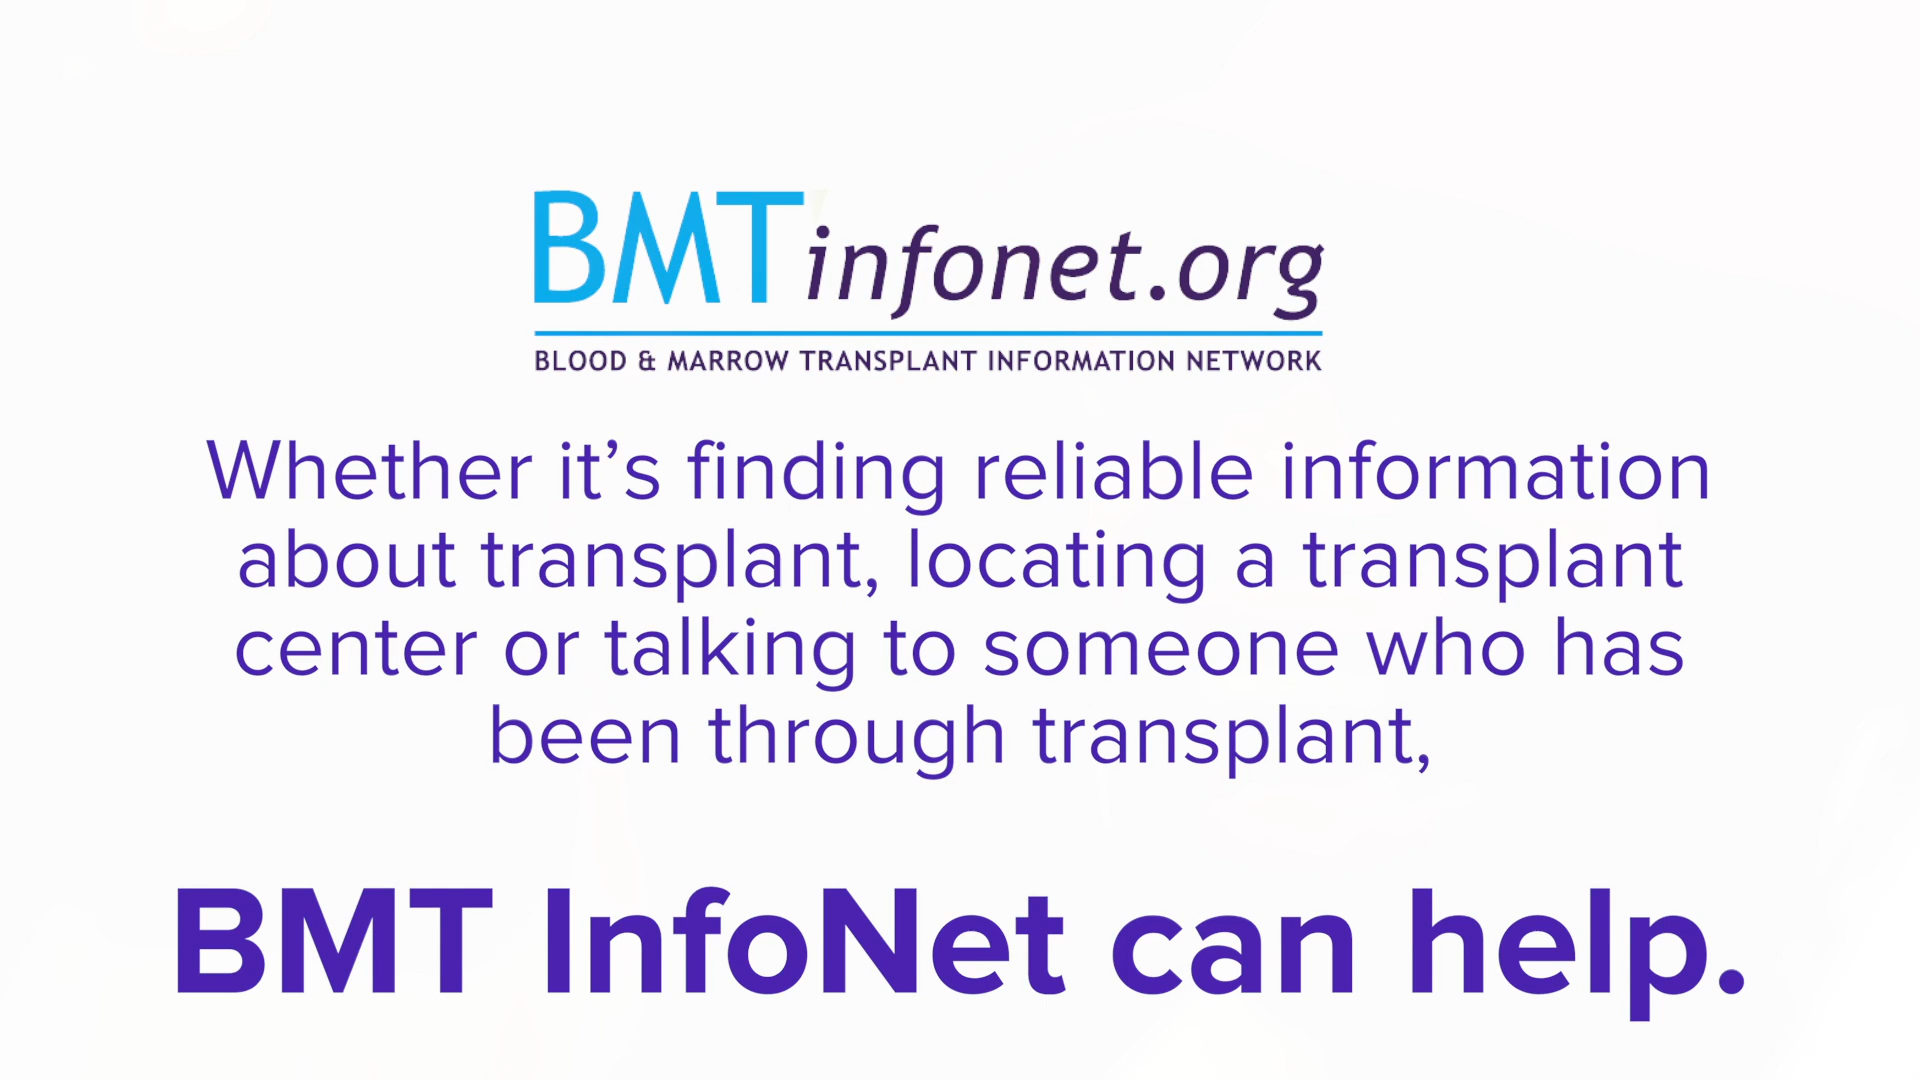 BMTinfonet.org
BLOOD & MARROW TRANSPLANT INFORMATION NETWORK
Whether it’s finding reliable information
about transplant, locating a transplant
center or talking to someone who has
been through transplant,
BMT InfoNet can help.